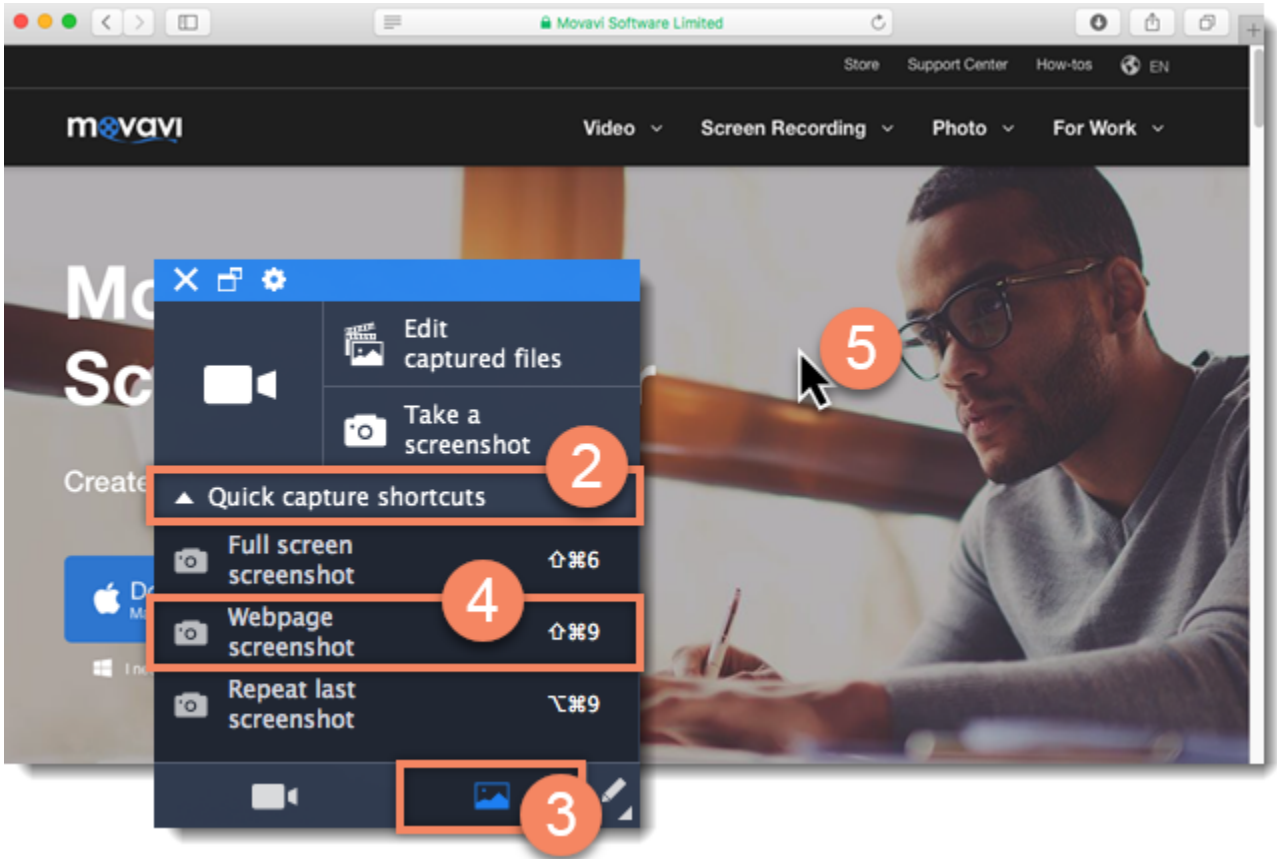 Movavi Software Limited
Store Support Center How-tos EN
movavi
Video Screen Recording Photo For Work
Edit
captured files
Take a
screenshot
2
Quick capture shortcuts
Full screen
screenshot ⇧⌘6
4
Webpage
screenshot ⇧⌘9
Repeat last
screenshot ⌥⌘9
3
5
Create